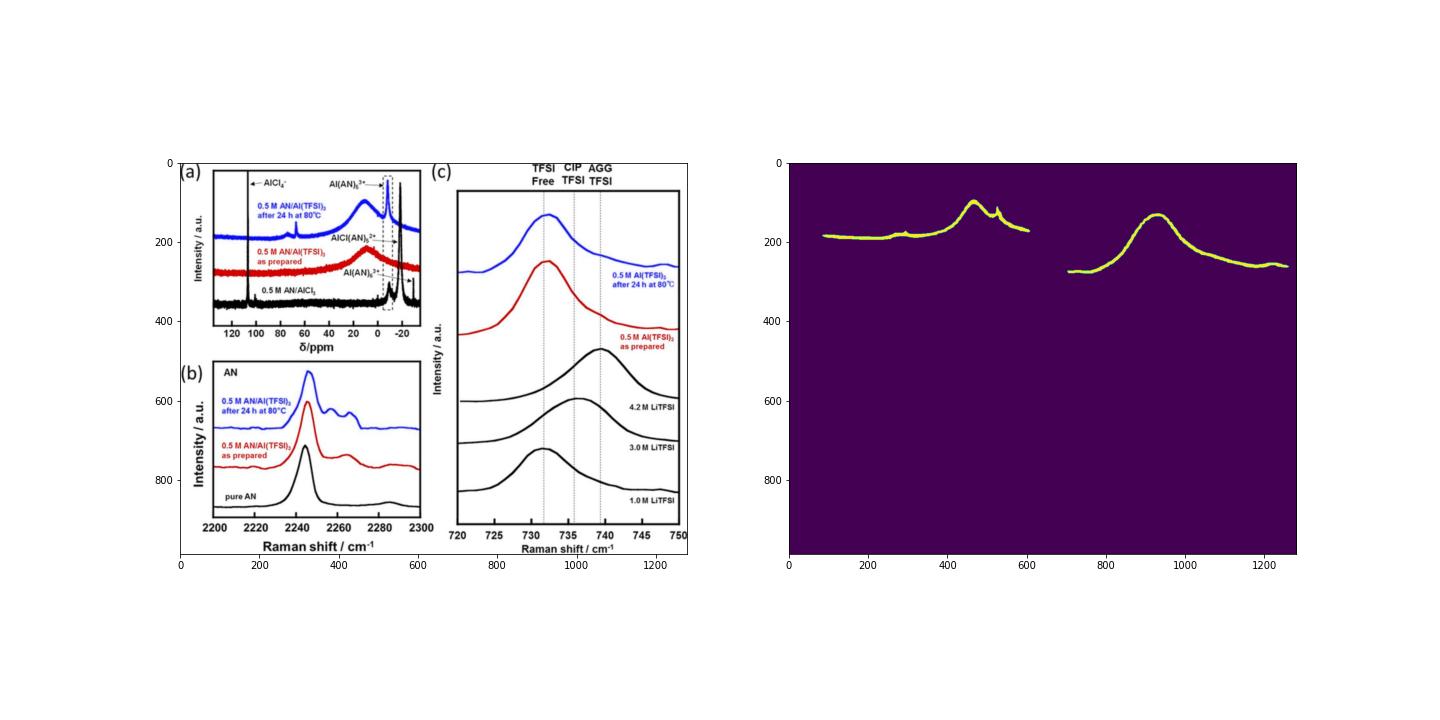 (a)
AlCl₄⁻
Al(AN)₆³⁺
0.5 M AN/Al(TFSI)₃
after 24 h at 80℃
AlCl(AN)₅²⁺
0.5 M AN/Al(TFSI)₃
as prepared
Al(AN)₆³⁺
0.5 M AN/AlCl₃
Intensity / a.u.
120 100 80 60 40 20 0 -20
δ/ppm
(b)
AN
0.5 M AN/Al(TFSI)₃
after 24 h at 80°C
0.5 M AN/Al(TFSI)₃
as prepared
pure AN
Intensity / a.u.
2200 2220 2240 2260 2280 2300
Raman shift / cm⁻¹
(c)
TFSI CIP AGG
Free TFSI TFSI
0.5 M Al(TFSI)₃
after 24 h at 80℃
0.5 M Al(TFSI)₃
as prepared
4.2 M LiTFSI
3.0 M LiTFSI
1.0 M LiTFSI
Intensity / a.u.
720 725 730 735 740 745 750
Raman shift / cm⁻¹
0
200
400
600
800
0 200 400 600 800 1000 1200
0
200
400
600
800
0 200 400 600 800 1000 1200